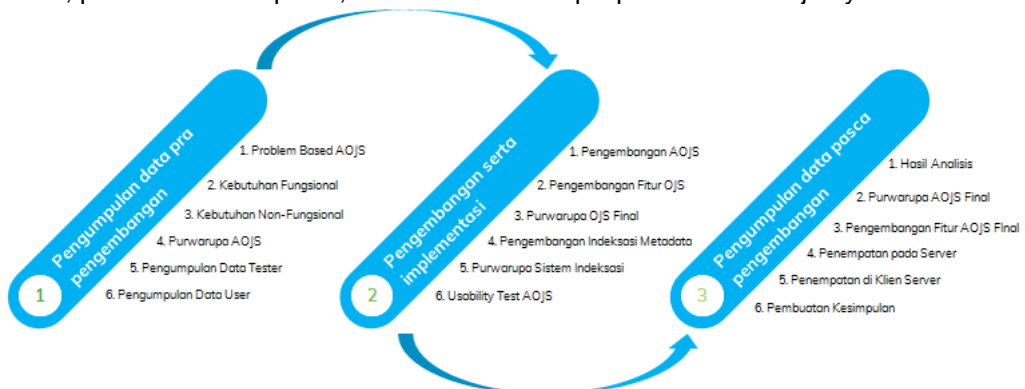 1
Pengumpulan data pra
pengembangan
1. Problem Based AOJS
2. Kebutuhan Fungsional
3. Kebutuhan Non-Fungsional
4. Purwarupa AOJS
5. Pengumpulan Data Tester
6. Pengumpulan Data User
2
Pengembangan serta
implementasi
1. Pengembangan AOJS
2. Pengembangan Fitur OJS
3. Purwarupa OJS Final
4. Pengembangan Indeksasi Metadata
5. Purwarupa Sistem Indeksasi
6. Usability Test AOJS
3
Pengumpulan data pasca
pengembangan
1. Hasil Analisis
2. Purwarupa AOJS Final
3. Pengembangan Fitur AOJS FInal
4. Penempatan pada Server
5. Penempatan di Klien Server
6. Pembuatan Kesimpulan